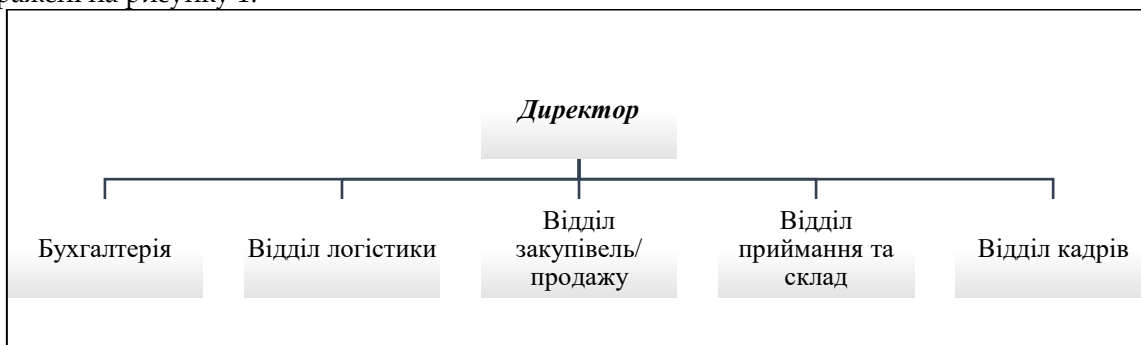 на рисунку 1.
Директор
Бухгалтерія
Відділ логістики
Відділ
закупівель/
продажу
Відділ
приймання та
склад
Відділ кадрів